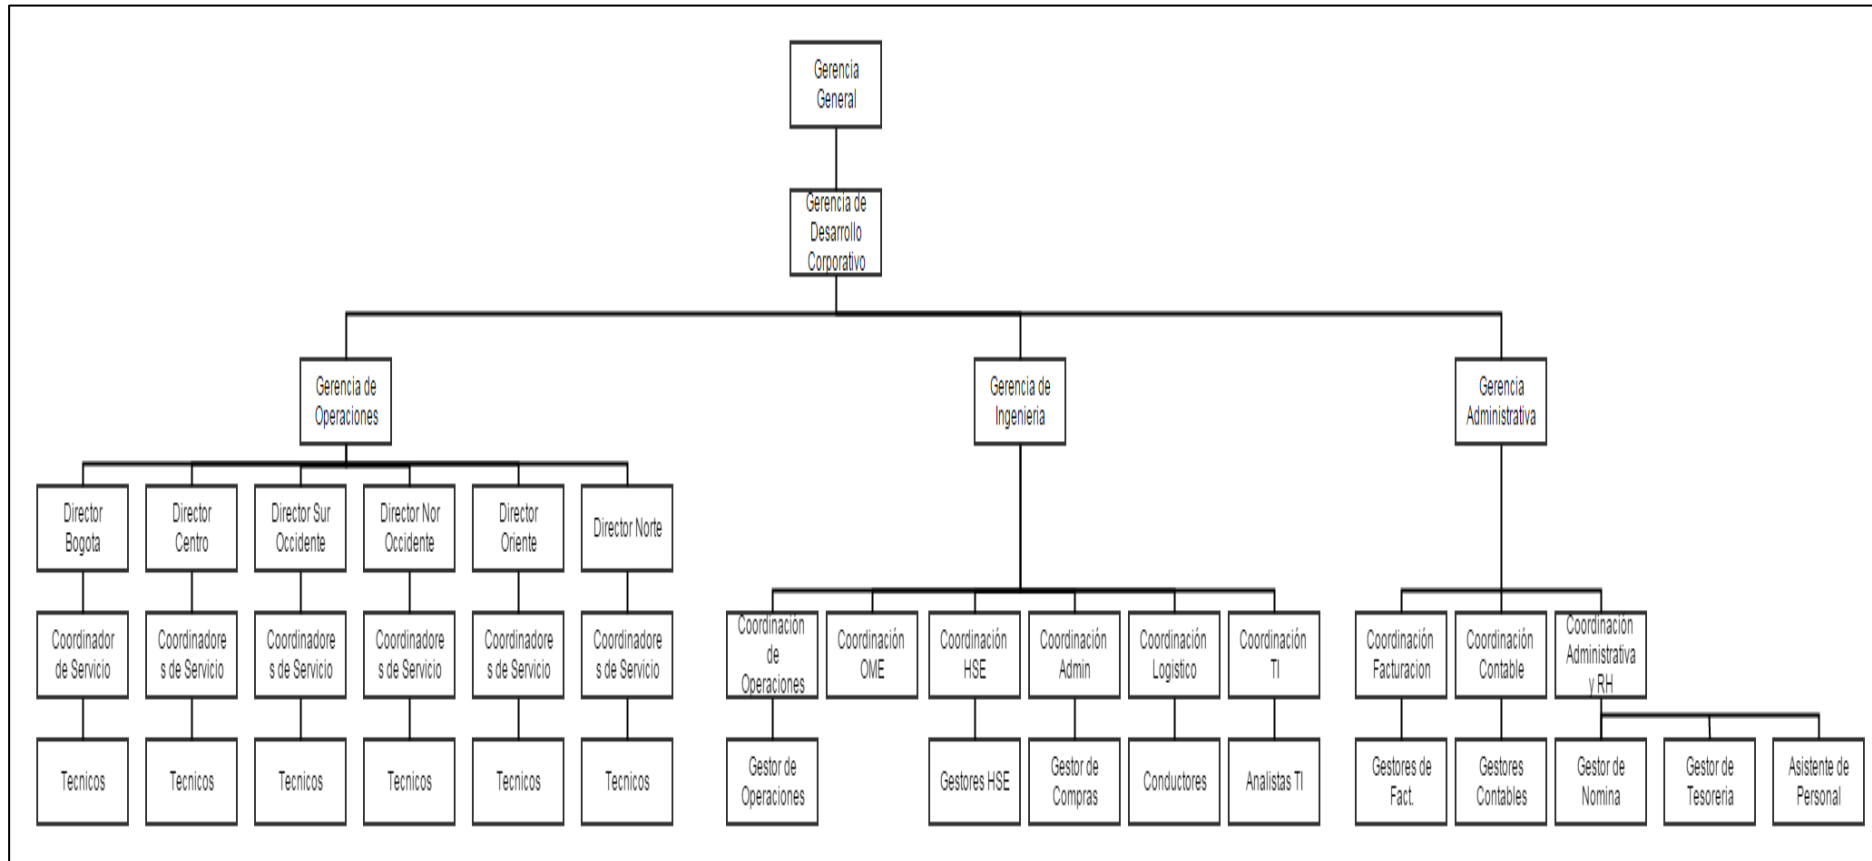 Gerencia
General
Gerencia de
Desarrollo
Corporativo
Gerencia de
Operaciones
Gerencia de
Ingenieria
Gerencia
Administrativa
Director
Bogota
Director
Centro
Director Sur
Occidente
Director Nor
Occidente
Director
Oriente
Director Norte
Coordinador
de Servicio
Coordinadore
s de Servicio
Coordinadore
s de Servicio
Coordinadore
s de Servicio
Coordinadore
s de Servicio
Coordinadore
s de Servicio
Coordinación
de
Operaciones
Coordinación
OME
Coordinación
HSE
Coordinación
Admin
Coordinación
Logistico
Coordinación
TI
Coordinación
Facturacion
Coordinación
Contable
Coordinación
Administrativa
y RH
Tecnicos
Tecnicos
Tecnicos
Tecnicos
Tecnicos
Tecnicos
Gestor de
Operaciones
Gestores HSE
Gestor de
Compras
Conductores
Analistas TI
Gestores de
Fact.
Gestores
Contables
Gestor de
Nomina
Gestor de
Tesoreria
Asistente de
Personal